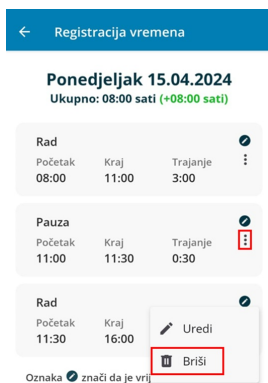 Registracija vremena
Ponedjeljak 15.04.2024
Ukupno: 08:00 sati (+08:00 sati)
Rad
Početak Kraj Trajanje
08:00 11:00 3:00
Pauza
Početak Kraj Trajanje
11:00 11:30 0:30
Rad
Početak Kraj
11:30 16:00
Uredi
Briši
Oznaka znači da je vrij